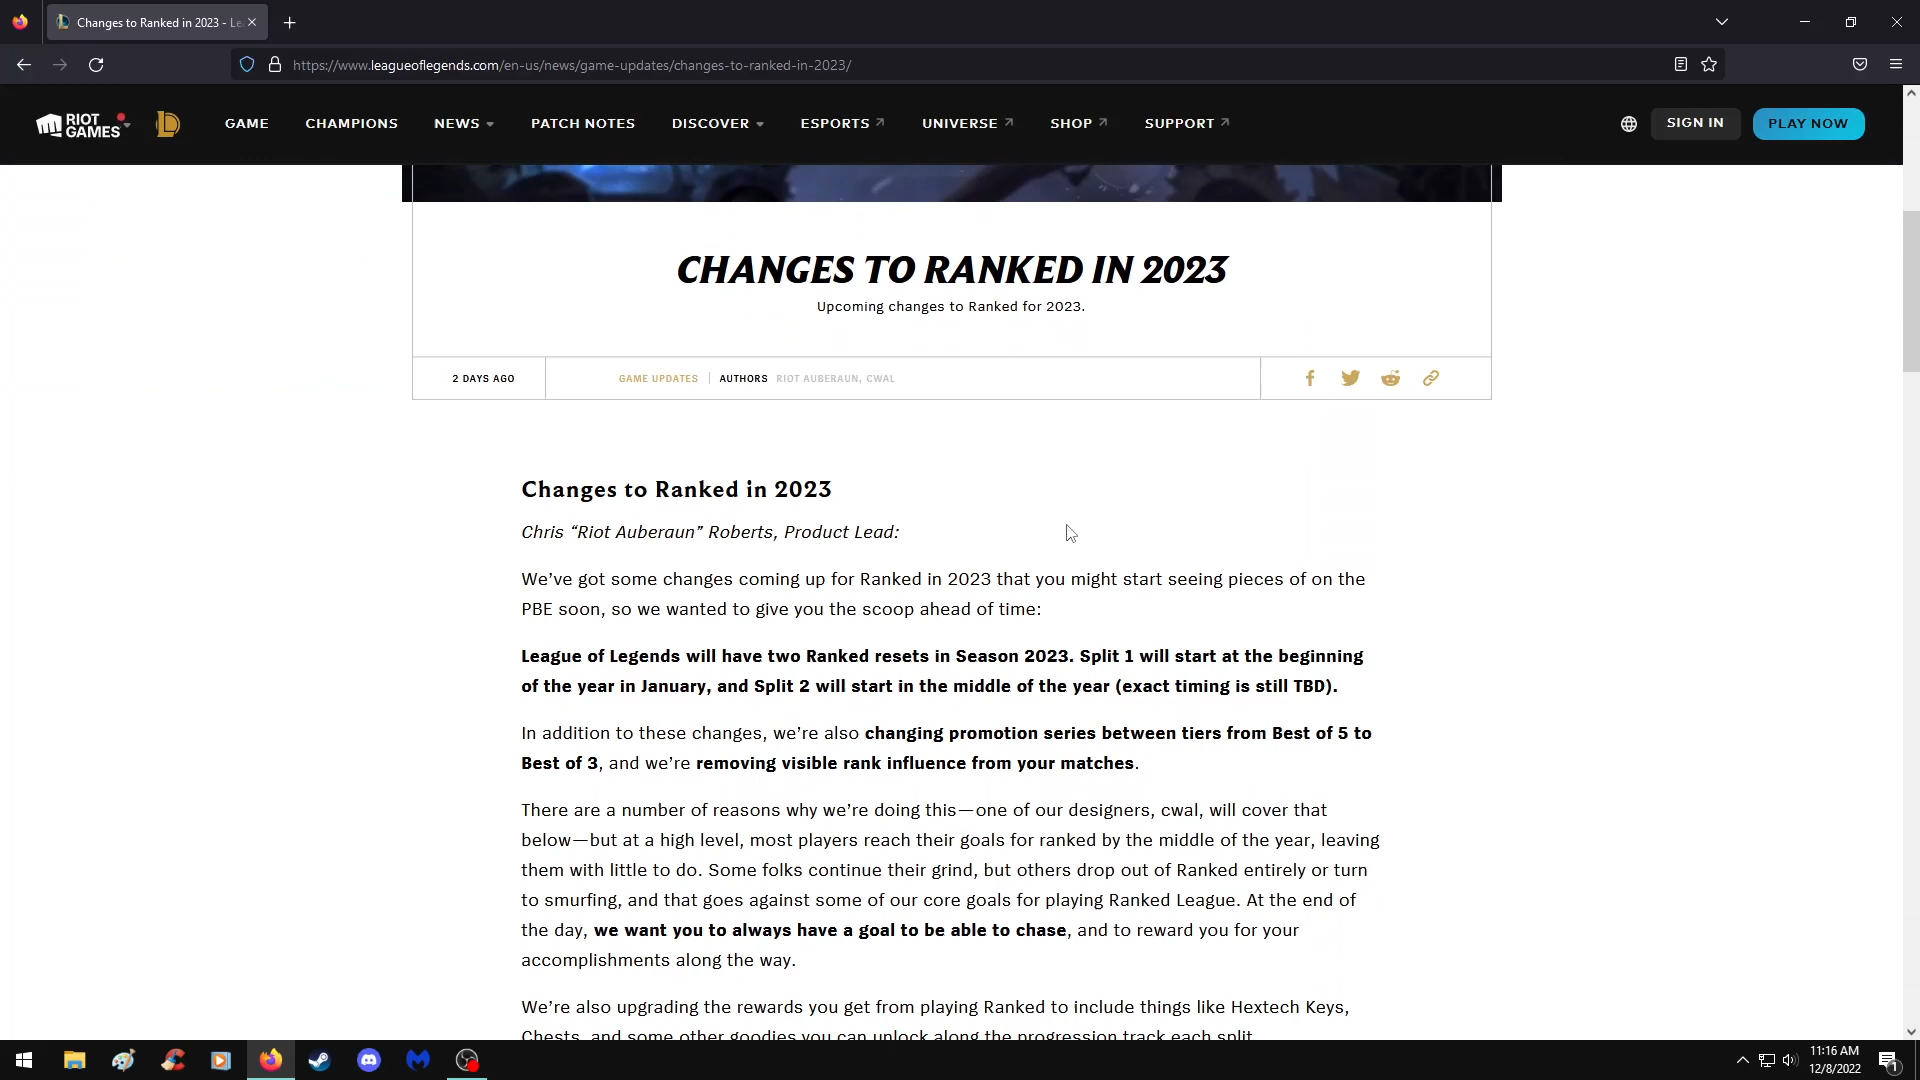 Changes to Ranked in 2023 - Le
https://www.leagueoflegends.com/en-us/news/game-updates/changes-to-ranked-in-2023/
RIOT GAMES
GAME
CHAMPIONS
NEWS
PATCH NOTES
DISCOVER
ESPORTS
UNIVERSE
SHOP
SUPPORT
SIGN IN
PLAY NOW
CHANGES TO RANKED IN 2023
Upcoming changes to Ranked for 2023.
2 DAYS AGO
GAME UPDATES
AUTHORS RIOT AUBERAUN, CWAL
Changes to Ranked in 2023
Chris “Riot Auberaun” Roberts, Product Lead:
We’ve got some changes coming up for Ranked in 2023 that you might start seeing pieces of on the
PBE soon, so we wanted to give you the scoop ahead of time:
League of Legends will have two Ranked resets in Season 2023. Split 1 will start at the beginning
of the year in January, and Split 2 will start in the middle of the year (exact timing is still TBD).
In addition to these changes, we’re also changing promotion series between tiers from Best of 5 to
Best of 3, and we’re removing visible rank influence from your matches.
There are a number of reasons why we’re doing this—one of our designers, cwal, will cover that
below—but at a high level, most players reach their goals for ranked by the middle of the year, leaving
them with little to do. Some folks continue their grind, but others drop out of Ranked entirely or turn
to smurfing, and that goes against some of our core goals for playing Ranked League. At the end of
the day, we want you to always have a goal to be able to chase, and to reward you for your
accomplishments along the way.
We’re also upgrading the rewards you get from playing Ranked to include things like Hextech Keys,
Chests, and some other goodies you can unlock along the progression track each split.
11:16 AM
12/8/2022
1